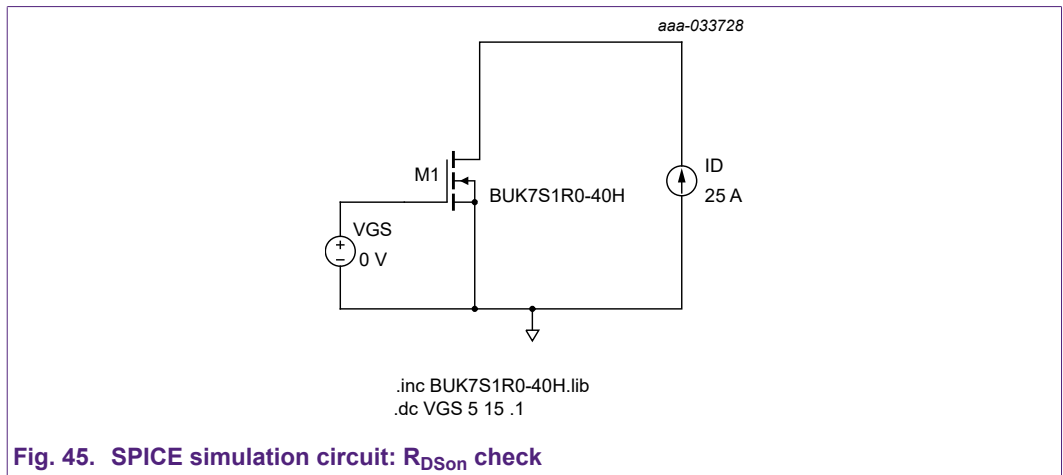 aaa-033728
M1
BUK7S1R0-40H
ID
25 A
VGS
+
−
0 V
.inc BUK7S1R0-40H.lib
.dc VGS 5 15 .1
Fig. 45. SPICE simulation circuit: RDSon check